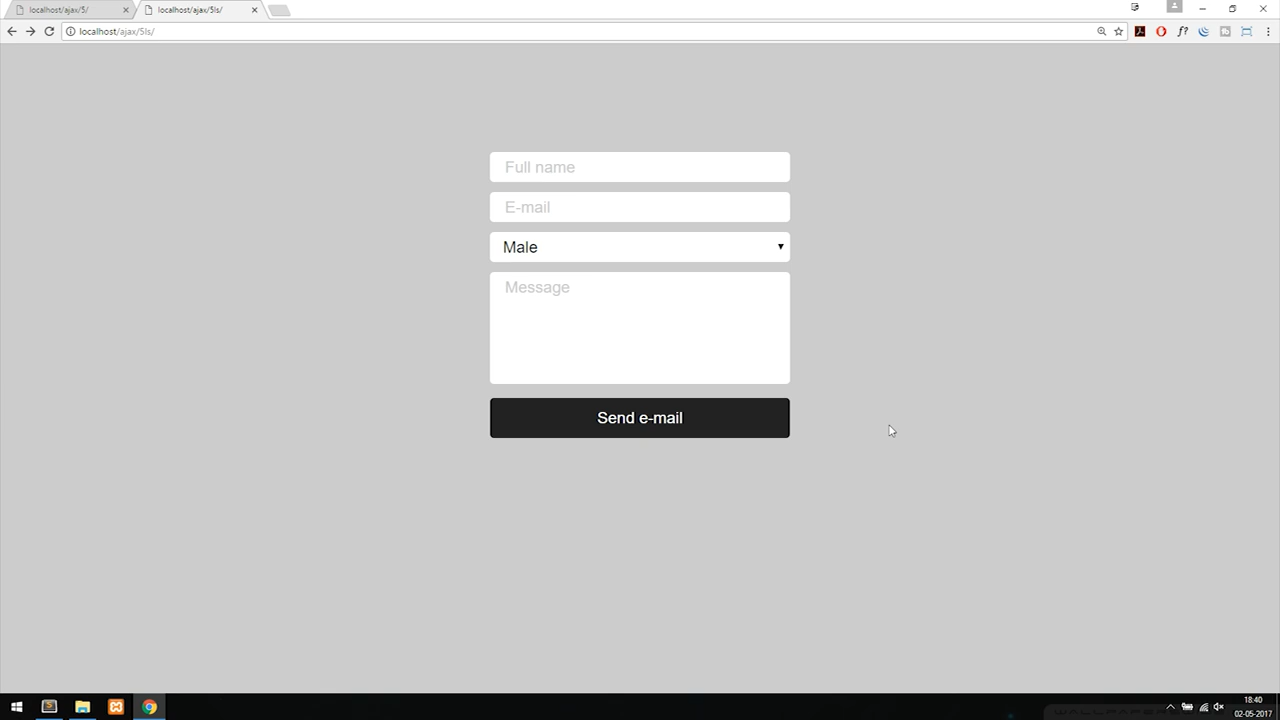 localhost/ajax/5/
localhost/ajax/5ls/
localhost/ajax/5ls/
f?
Full name
E-mail
Male
Message
Send e-mail
18:40
02-05-2017